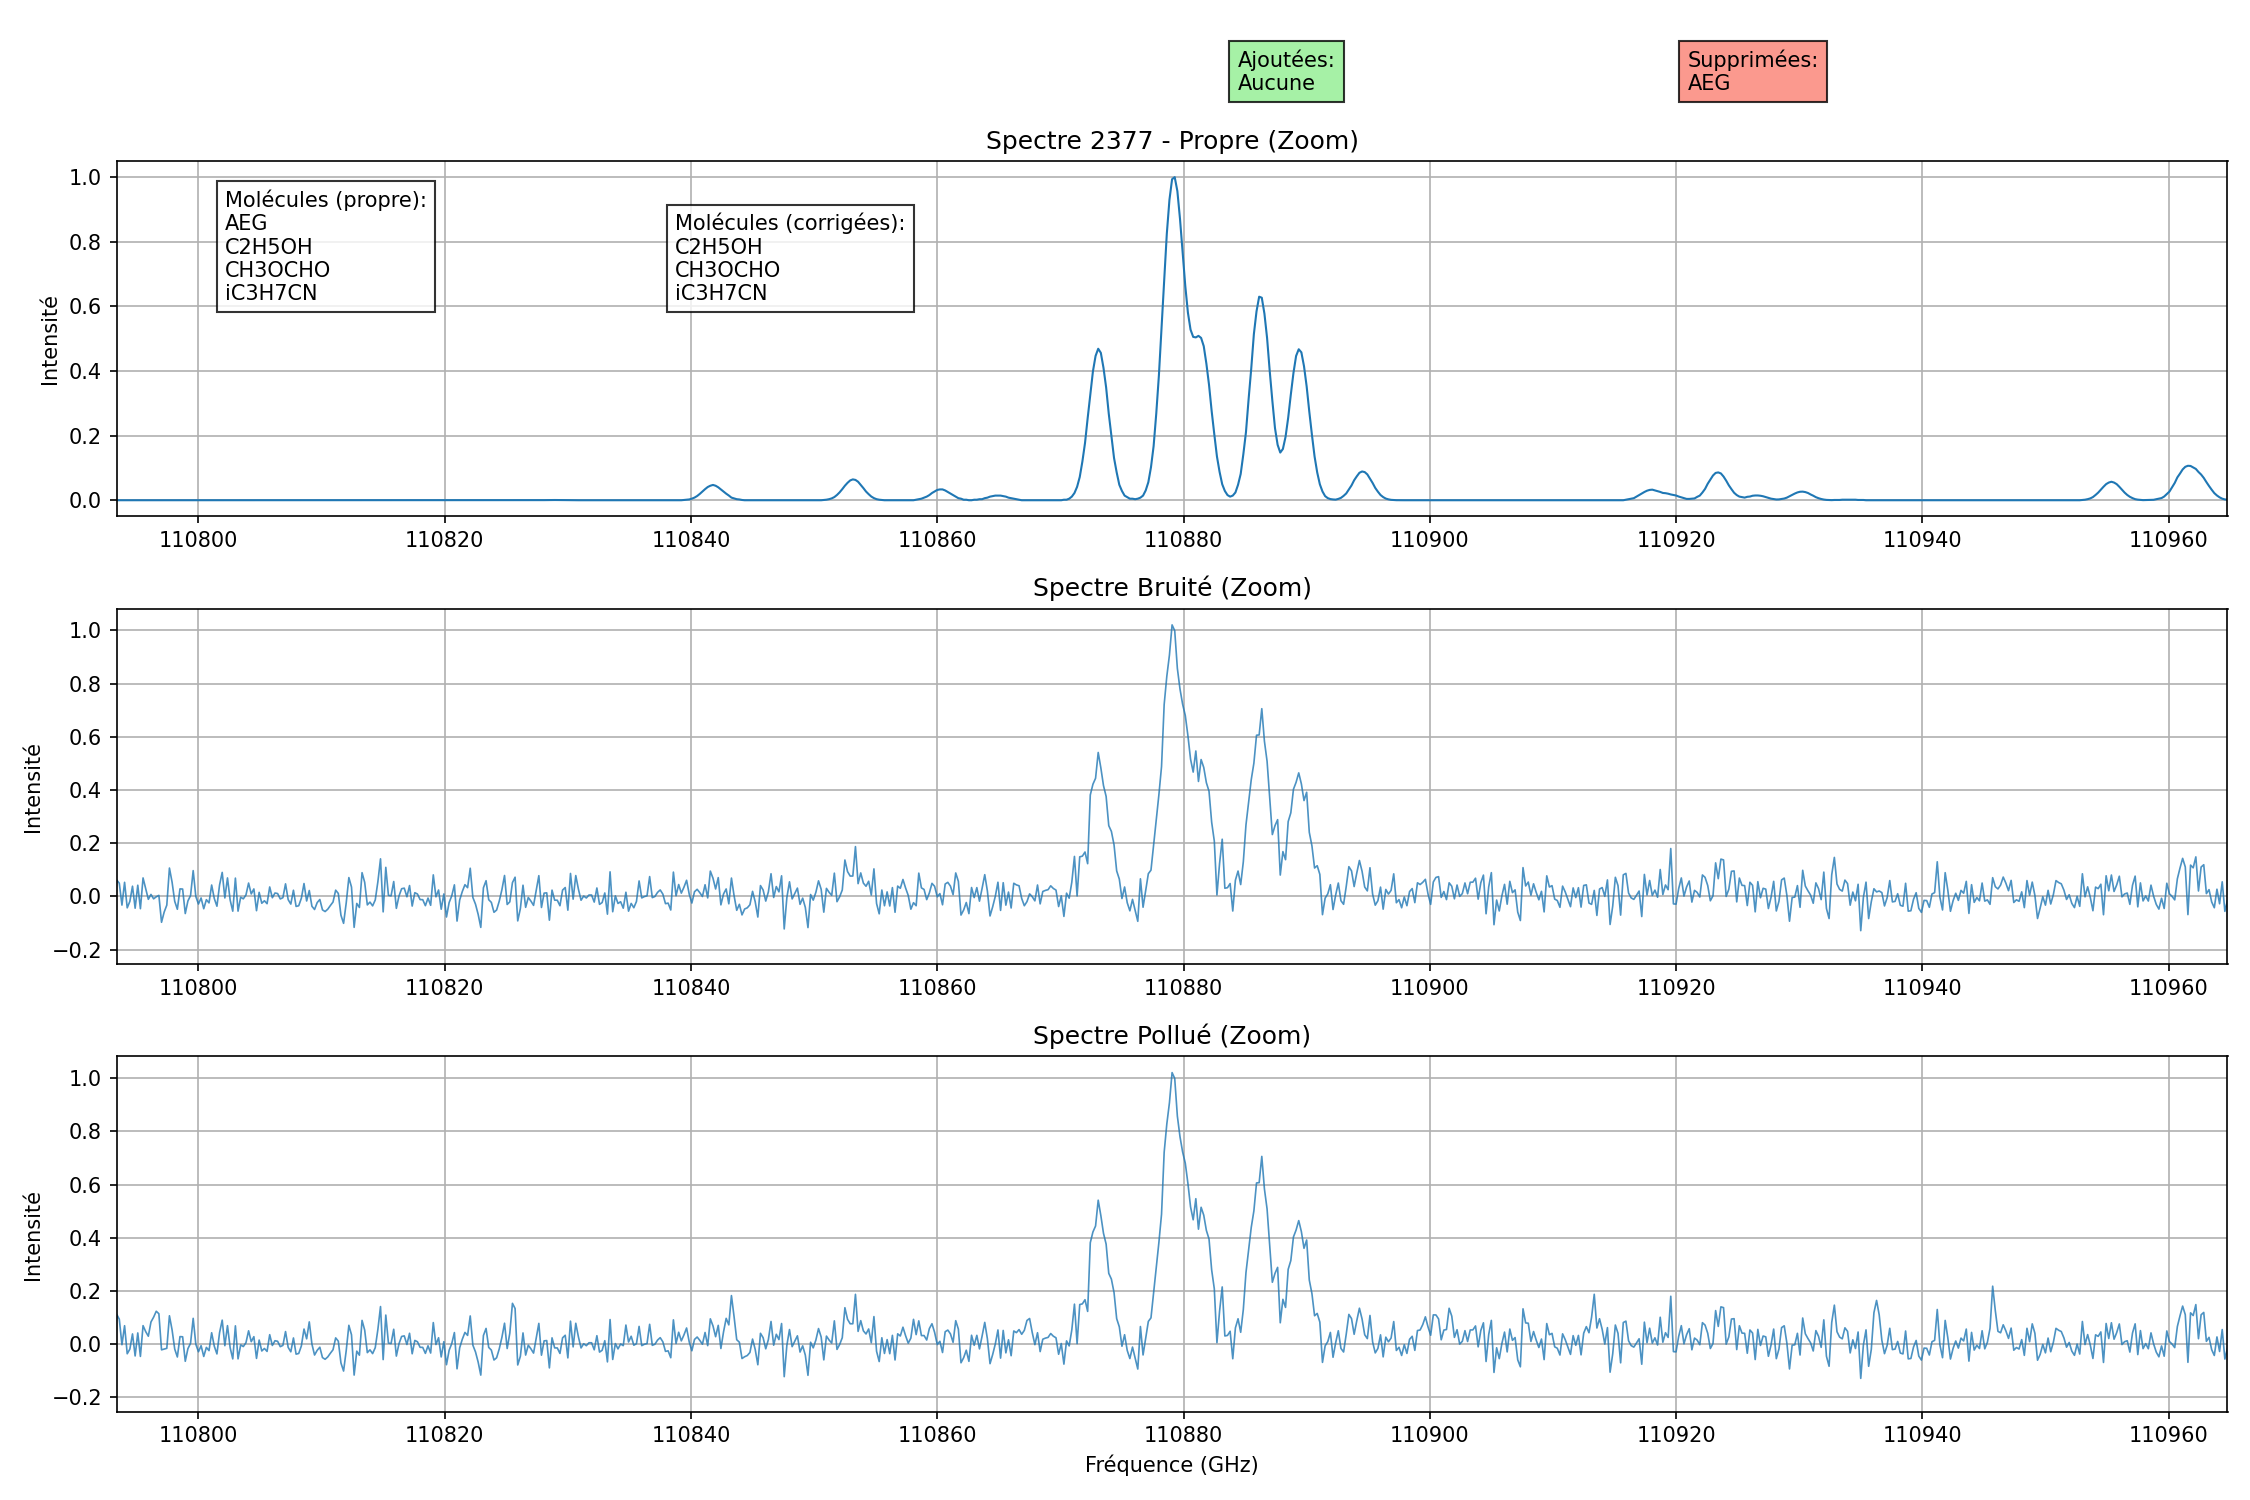 Ajoutées:
Aucune
Supprimées:
AEG
Spectre 2377 - Propre (Zoom)
Molécules (propre):
AEG
C2H5OH
CH3OCHO
iC3H7CN
Molécules (corrigées):
C2H5OH
CH3OCHO
iC3H7CN
Intensité
1.0
0.8
0.6
0.4
0.2
0.0
110800 110820 110840 110860 110880 110900 110920 110940 110960
Spectre Bruité (Zoom)
Intensité
1.0
0.8
0.6
0.4
0.2
0.0
−0.2
110800 110820 110840 110860 110880 110900 110920 110940 110960
Spectre Pollué (Zoom)
Intensité
1.0
0.8
0.6
0.4
0.2
0.0
−0.2
110800 110820 110840 110860 110880 110900 110920 110940 110960
Fréquence (GHz)